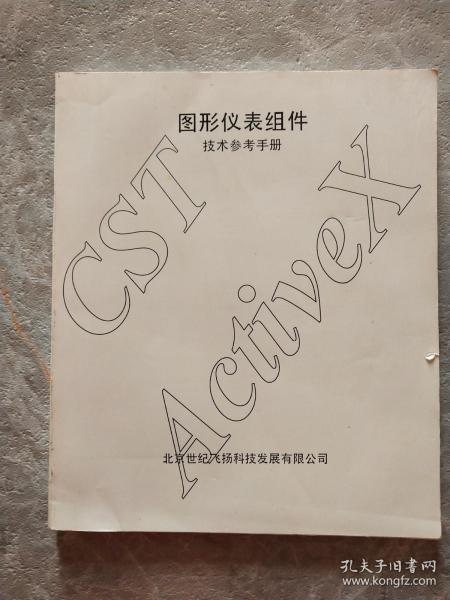 图形仪表组件
技术参考手册
CST
ActiveX
北京世纪飞扬科技发展有限公司
孔夫子旧书网
www.kongfz.com